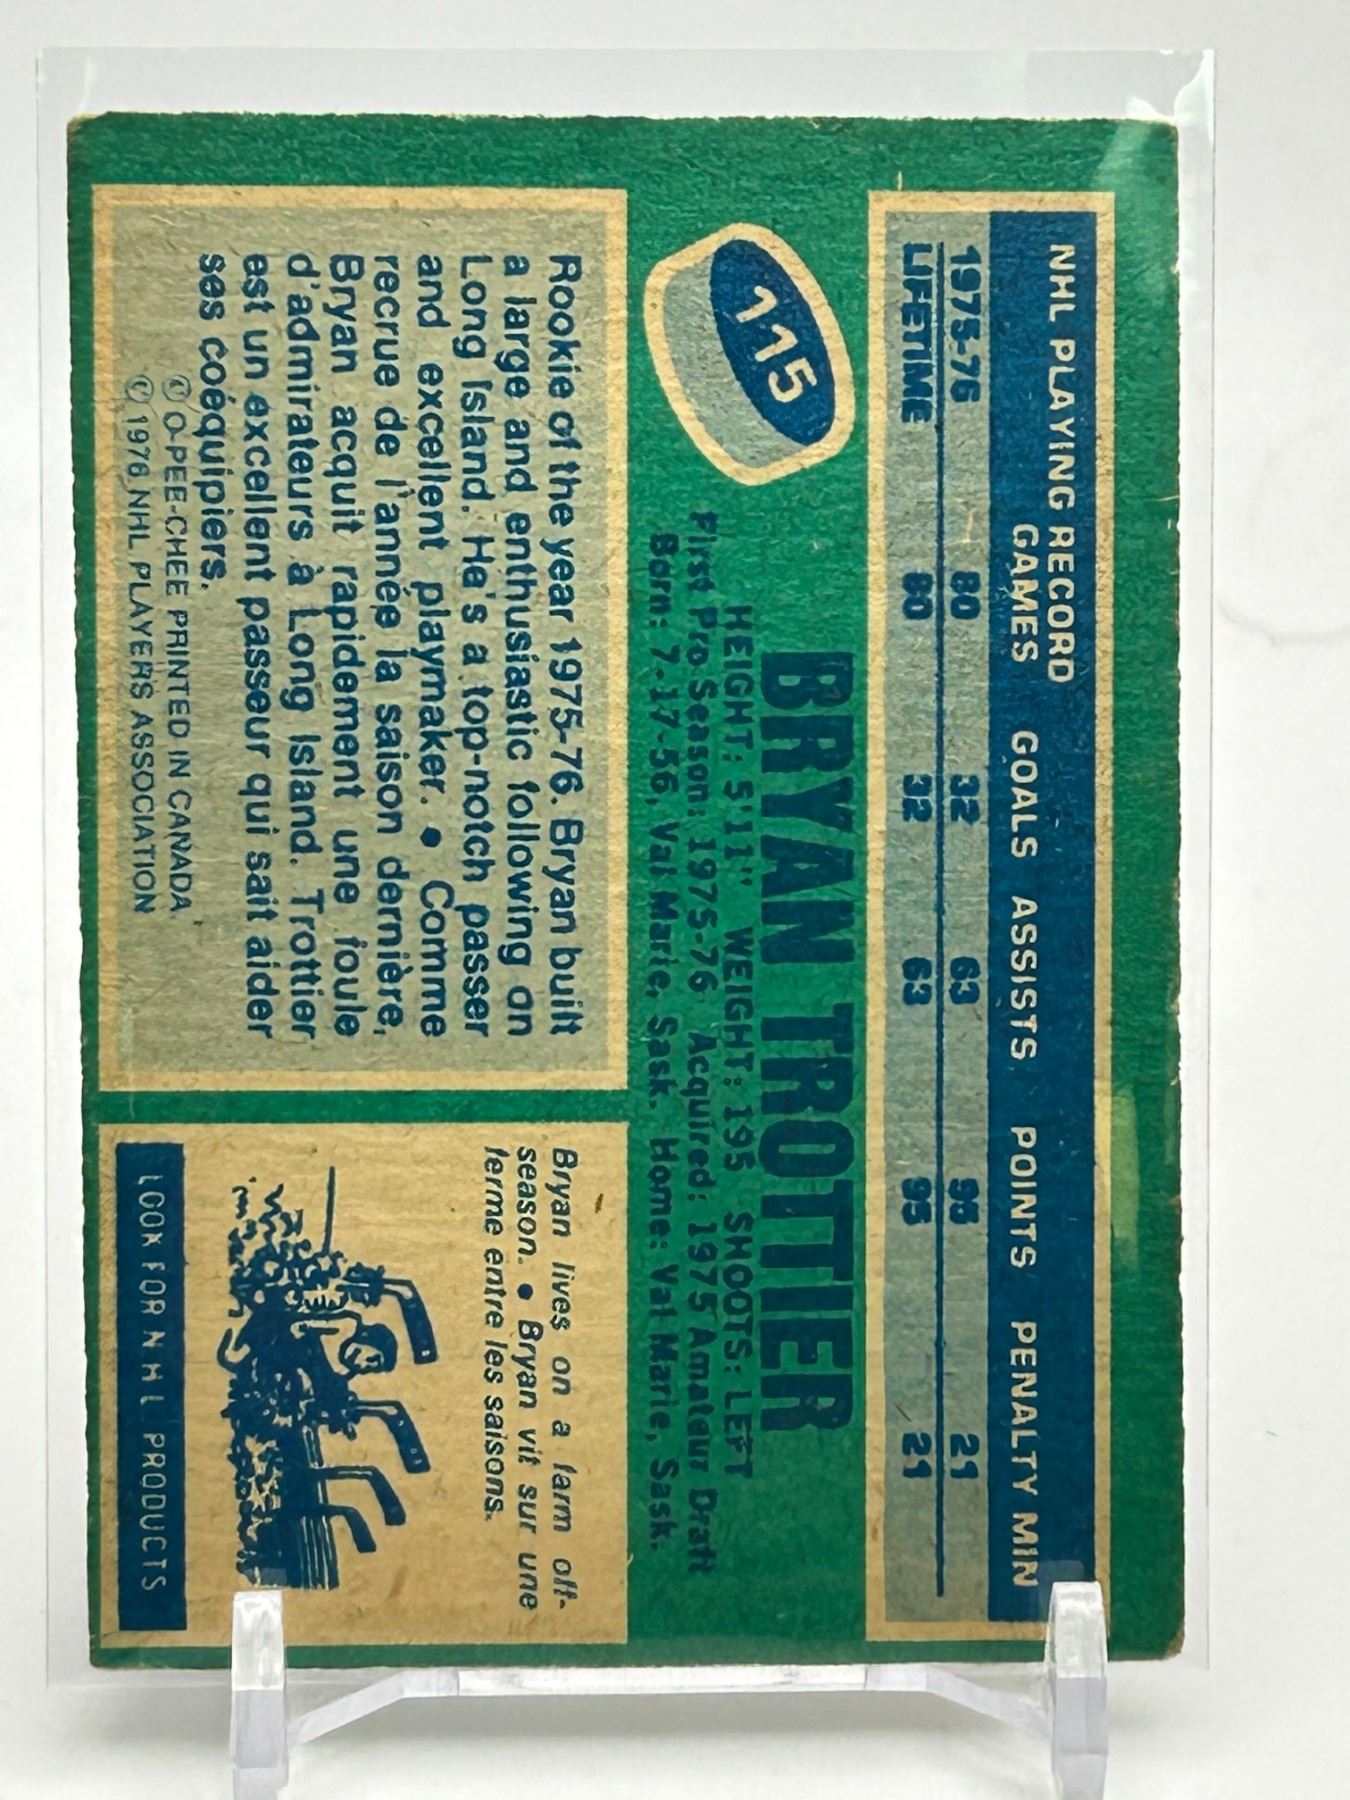 NHL PLAYING RECORD
GAMES GOALS ASSISTS POINTS PENALTY MIN
1975-76 80 32 63 95 21
LIFETIME 80 32 63 95 21
115
BRYAN TROTTIER
HEIGHT: 5'11" WEIGHT: 195 SHOOTS: LEFT
First Pro Season: 1975-76 Acquired: 1975 Amateur Draft
Born: 7-17-56, Val Marie, Sask. Home: Val Marie, Sask.
Rookie of the year 1975-76. Bryan built
a large and enthusiastic following on
Long Island. He's a top-notch passer
and excellent playmaker. ● Comme
recrue de l'année la saison dernière,
Bryan acquit rapidement une foule
d'admirateurs à Long Island. Trottier
est un excellent passeur qui sait aider
ses coéquipiers.
© O-PEE-CHEE PRINTED IN CANADA
© 1976 NHL PLAYERS ASSOCIATION
Bryan lives on a farm off-
season. ● Bryan vit sur une
ferme entre les saisons.
LOOK FOR NHL PRODUCTS